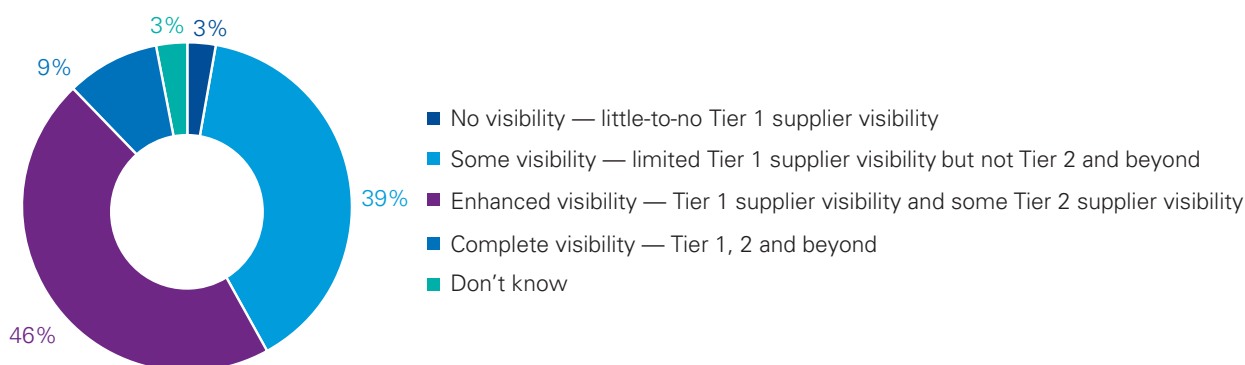 3% 3%
9%
No visibility — little-to-no Tier 1 supplier visibility
Some visibility — limited Tier 1 supplier visibility but not Tier 2 and beyond
39%
Enhanced visibility — Tier 1 supplier visibility and some Tier 2 supplier visibility
Complete visibility — Tier 1, 2 and beyond
Don’t know
46%